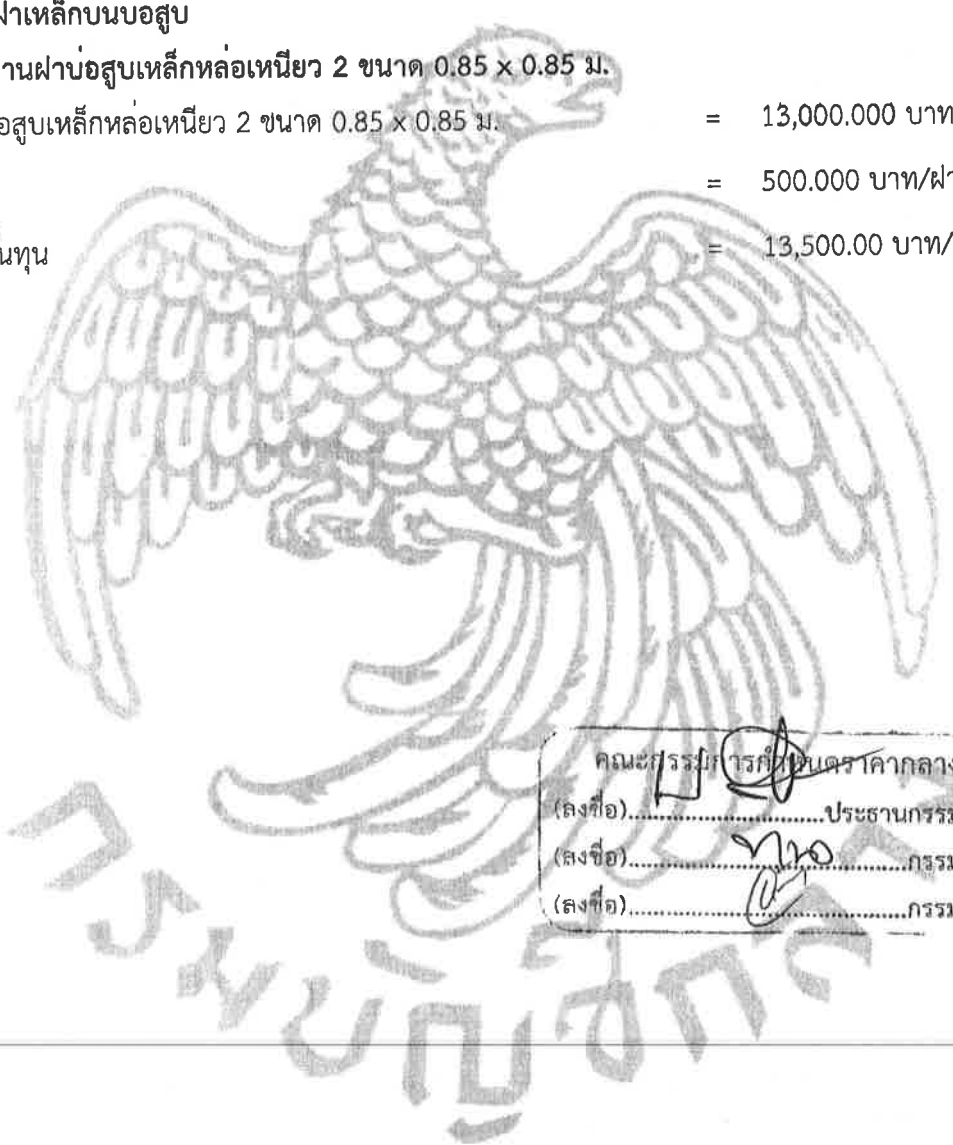 ฝาเหล็กบนบอสูบ
านฝาบ่อสูบเหล็กหล่อเหนียว 2 ขนาด 0.85 x 0.85 ม.
อสูบเหล็กหล่อเหนียว 2 ขนาด 0.85 x 0.85 ม. = 13,000.000 บาท
= 500.000 บาท/ฝา
นทุน = 13,500.00 บาท/
คณะกรรมการกำหนดราคากลาง
(ลงชื่อ)..............................ประธานกรรม
(ลงชื่อ)..............................กรรม
(ลงชื่อ)..............................กรรม
กรมบัญชีกลาง